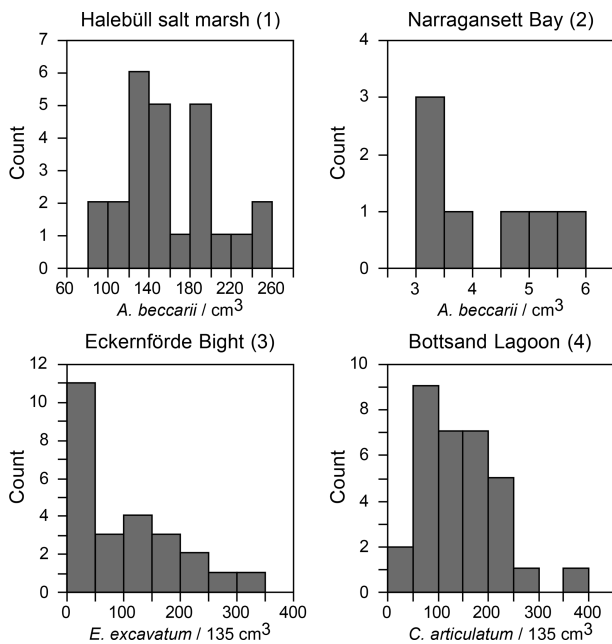 Halebüll salt marsh (1)
7
6
5
4
3
2
1
0
Count
60 100 140 180 220 260
A. beccarii / cm3
Narragansett Bay (2)
4
3
2
1
0
Count
3 4 5 6
A. beccarii / cm3
Eckernförde Bight (3)
12
10
8
6
4
2
0
Count
0 100 200 300 400
E. excavatum / 135 cm3
Bottsand Lagoon (4)
10
8
6
4
2
0
Count
0 100 200 300 400
C. articulatum / 135 cm3